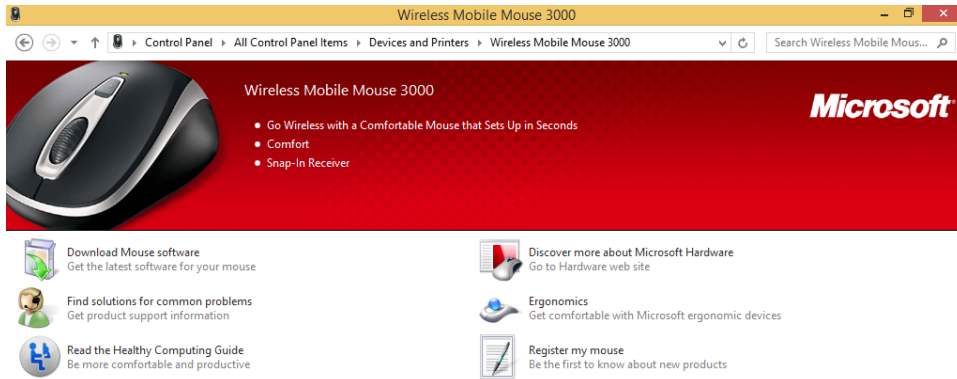 Wireless Mobile Mouse 3000
Control Panel
All Control Panel Items
Devices and Printers
Wireless Mobile Mouse 3000
Search Wireless Mobile Mous...
Wireless Mobile Mouse 3000
Go Wireless with a Comfortable Mouse that Sets Up in Seconds
Comfort
Snap-In Receiver
Microsoft
Download Mouse software
Get the latest software for your mouse
Discover more about Microsoft Hardware
Go to Hardware web site
Find solutions for common problems
Get product support information
Ergonomics
Get comfortable with Microsoft ergonomic devices
Read the Healthy Computing Guide
Be more comfortable and productive
Register my mouse
Be the first to know about new products